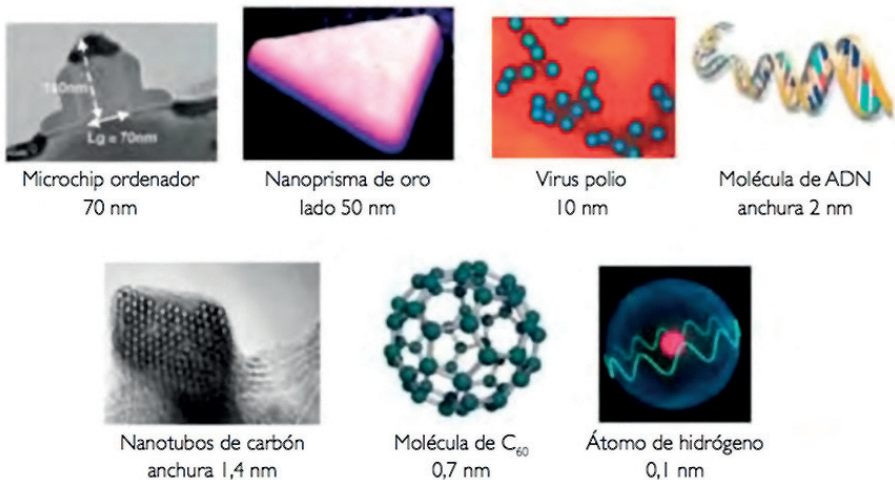 Lg = 70nm
Microchip ordenador
70 nm
Nanoprisma de oro
lado 50 nm
Virus polio
10 nm
Molécula de ADN
anchura 2 nm
Nanotubos de carbón
anchura 1,4 nm
Molécula de C₆₀
0,7 nm
Átomo de hidrógeno
0,1 nm